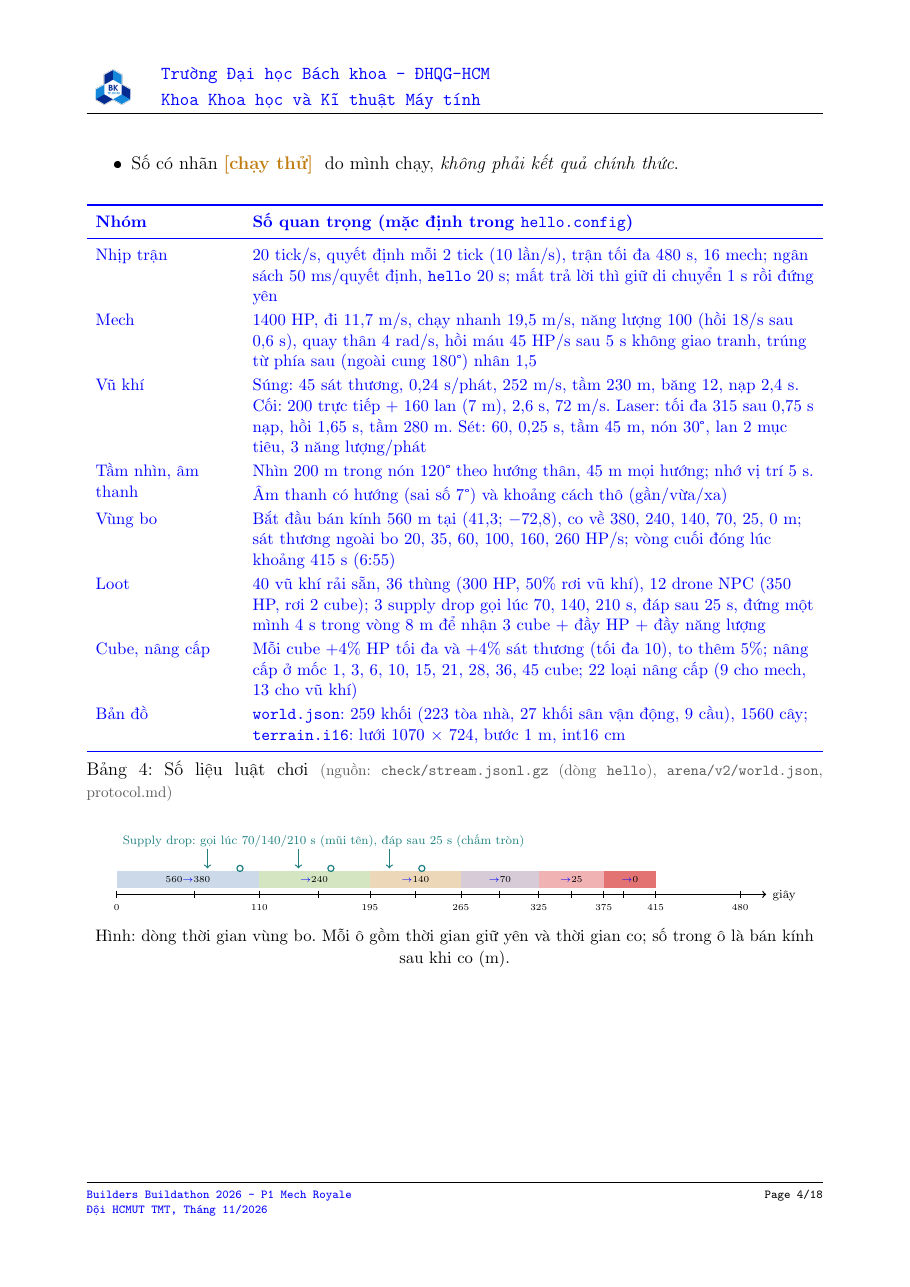 BK
Trường Đại học Bách khoa - ĐHQG-HCM
Khoa Khoa học và Kĩ thuật Máy tính
• Số có nhãn [chạy thử] do mình chạy, không phải kết quả chính thức.
Nhóm Số quan trọng (mặc định trong hello.config)
Nhịp trận 20 tick/s, quyết định mỗi 2 tick (10 lần/s), trận tối đa 480 s, 16 mech; ngân
sách 50 ms/quyết định, hello 20 s; mất trả lời thì giữ di chuyển 1 s rồi đứng
yên
Mech 1400 HP, đi 11,7 m/s, chạy nhanh 19,5 m/s, năng lượng 100 (hồi 18/s sau
0,6 s), quay thân 4 rad/s, hồi máu 45 HP/s sau 5 s không giao tranh, trúng
từ phía sau (ngoài cung 180°) nhân 1,5
Vũ khí Súng: 45 sát thương, 0,24 s/phát, 252 m/s, tầm 230 m, băng 12, nạp 2,4 s.
Cối: 200 trực tiếp + 160 lan (7 m), 2,6 s, 72 m/s. Laser: tối đa 315 sau 0,75 s
nạp, hồi 1,65 s, tầm 280 m. Sét: 60, 0,25 s, tầm 45 m, nón 30°, lan 2 mục
tiêu, 3 năng lượng/phát
Tầm nhìn, âm Nhìn 200 m trong nón 120° theo hướng thân, 45 m mọi hướng; nhớ vị trí 5 s.
thanh Âm thanh có hướng (sai số 7°) và khoảng cách thô (gần/vừa/xa)
Vùng bo Bắt đầu bán kính 560 m tại (41,3; −72,8), co về 380, 240, 140, 70, 25, 0 m;
sát thương ngoài bo 20, 35, 60, 100, 160, 260 HP/s; vòng cuối đóng lúc
khoảng 415 s (6:55)
Loot 40 vũ khí rải sẵn, 36 thùng (300 HP, 50% rơi vũ khí), 12 drone NPC (350
HP, rơi 2 cube); 3 supply drop gọi lúc 70, 140, 210 s, đáp sau 25 s, đứng một
mình 4 s trong vòng 8 m để nhận 3 cube + đầy HP + đầy năng lượng
Cube, nâng cấp Mỗi cube +4% HP tối đa và +4% sát thương (tối đa 10), to thêm 5%; nâng
cấp ở mốc 1, 3, 6, 10, 15, 21, 28, 36, 45 cube; 22 loại nâng cấp (9 cho mech,
13 cho vũ khí)
Bản đồ world.json: 259 khối (223 tòa nhà, 27 khối sân vận động, 9 cầu), 1560 cây;
terrain.i16: lưới 1070 × 724, bước 1 m, int16 cm
Bảng 4: Số liệu luật chơi (nguồn: check/stream.jsonl.gz (dòng hello), arena/v2/world.json,
protocol.md)
Supply drop: gọi lúc 70/140/210 s (mũi tên), đáp sau 25 s (chấm tròn)
560→380 →240 →140 →70 →25 →0
giây
0 110 195 265 325 375 415 480
Hình: dòng thời gian vùng bo. Mỗi ô gồm thời gian giữ yên và thời gian co; số trong ô là bán kính
sau khi co (m).
Builders Buildathon 2026 - P1 Mech Royale Page 4/18
Đội HCMUT TMT, Tháng 11/2026